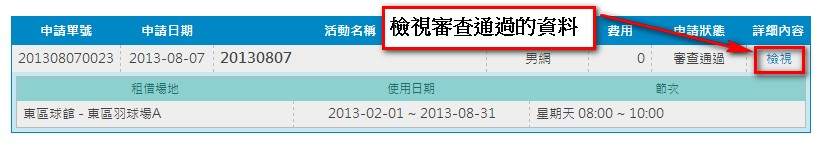 檢視審查通過的資料
申請單號 申請日期 活動名稱 費用 申請狀態 詳細內容
201308070023 2013-08-07 20130807 男網 0 審查通過 檢視
租借場地 使用日期 節次
東區球館 - 東區羽球場A 2013-02-01 ~ 2013-08-31 星期天 08:00 ~ 10:00